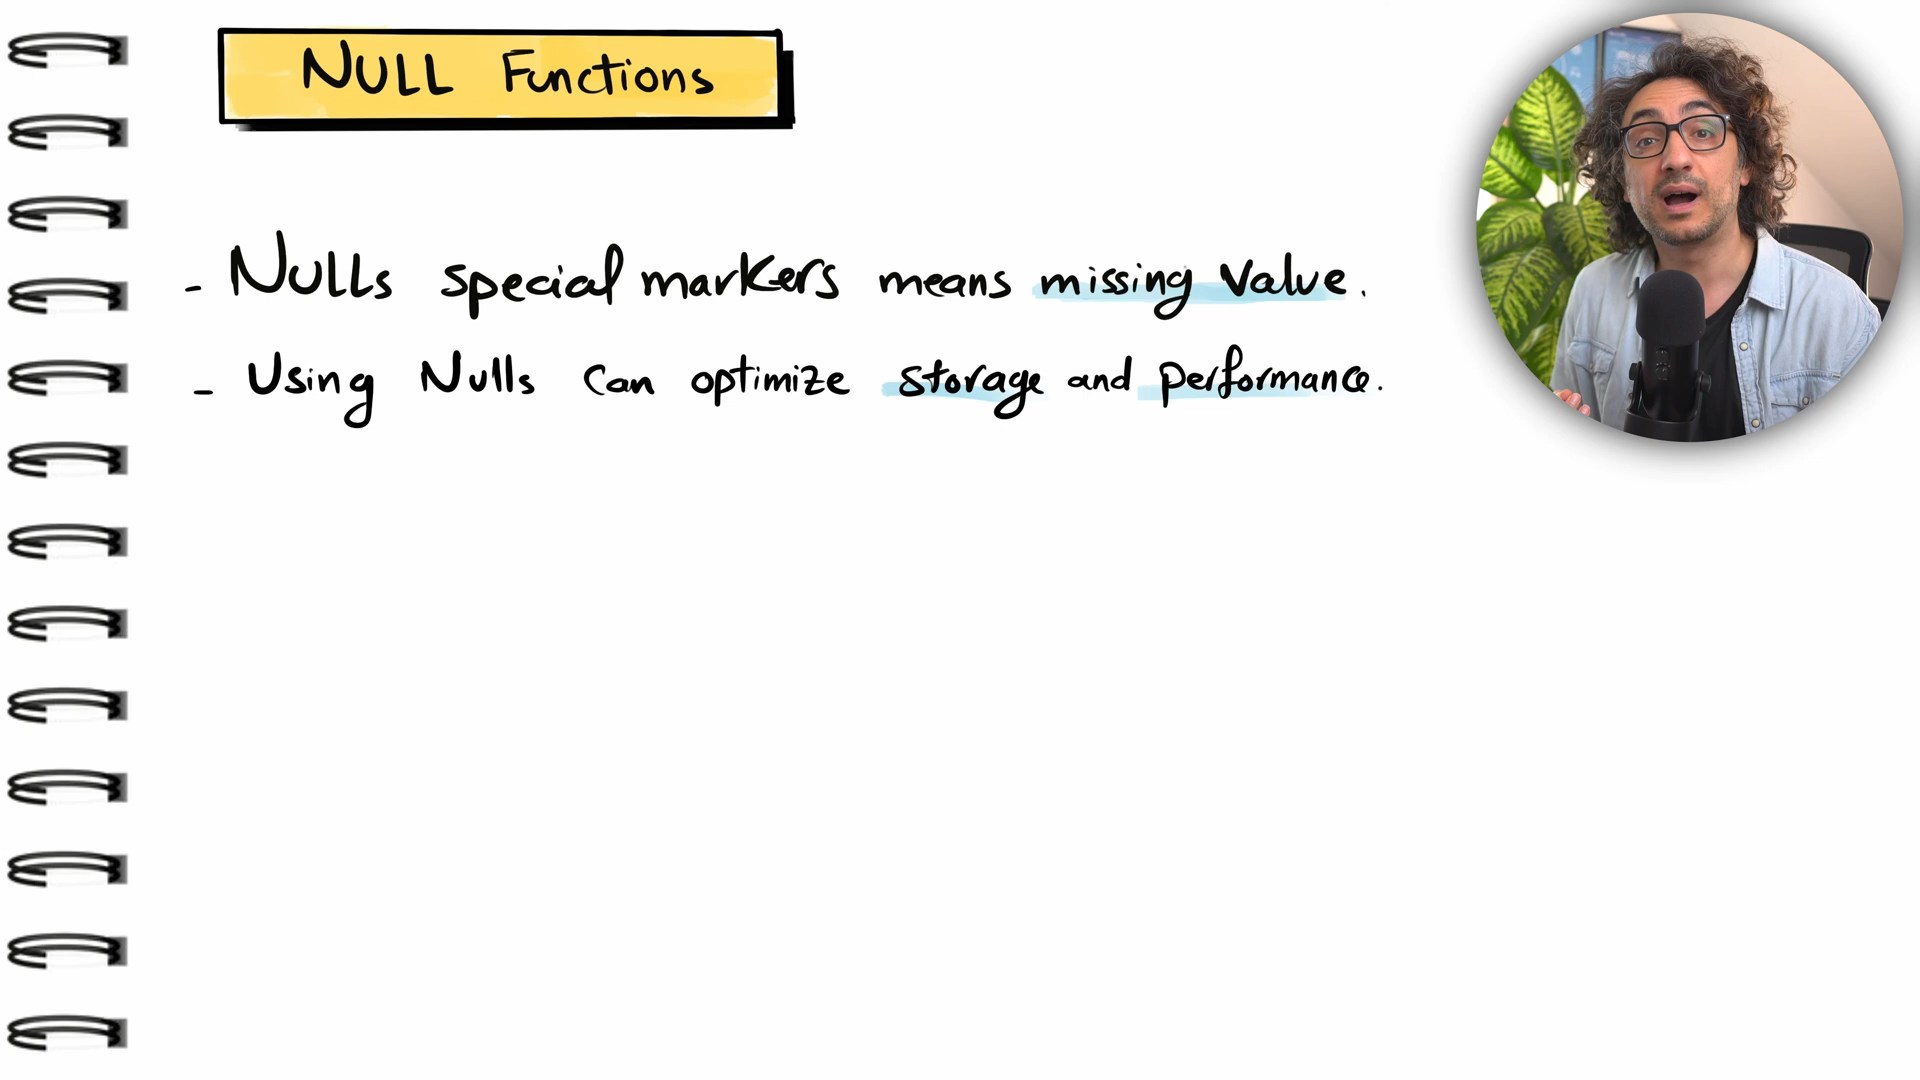 NULL Functions
- Nulls special markers means missing value.
- Using Nulls can optimize storage and performance.